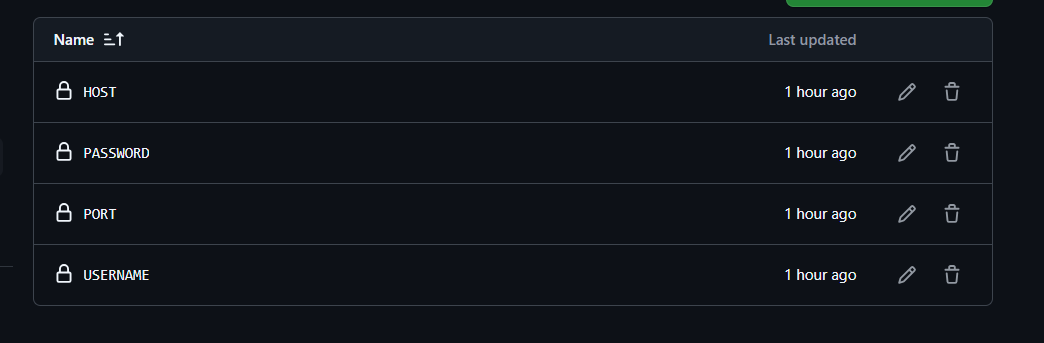 Name Last updated
HOST 1 hour ago
PASSWORD 1 hour ago
PORT 1 hour ago
USERNAME 1 hour ago